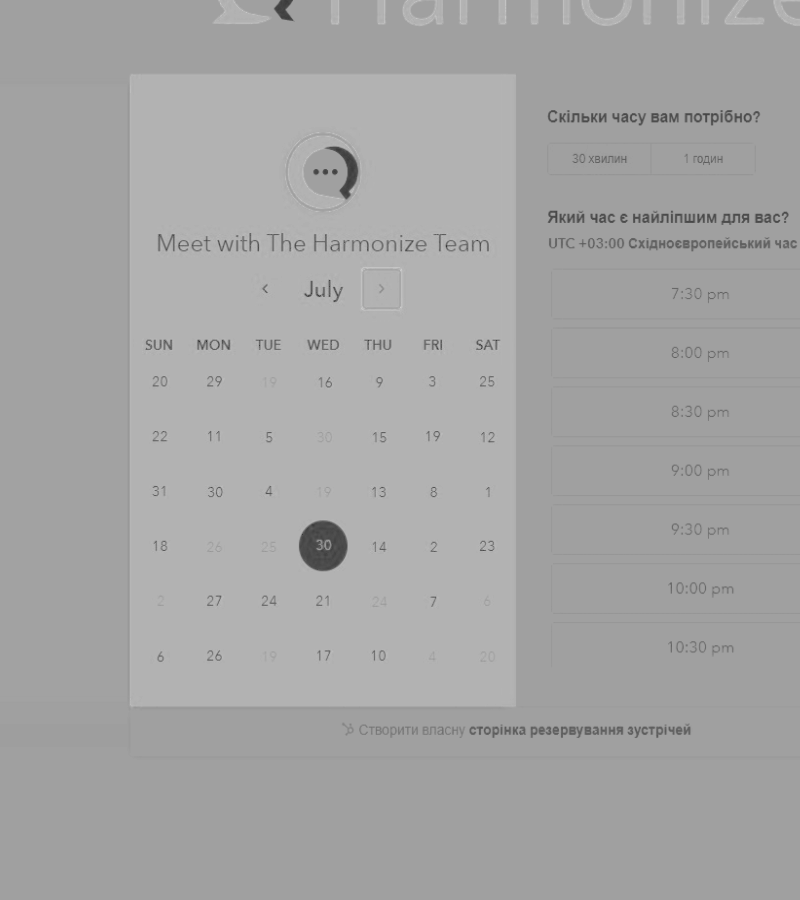 Harmonize
Meet with The Harmonize Team
July
SUN MON TUE WED THU FRI SAT
20 29 19 16 9 3 25
22 11 5 30 15 19 12
31 30 4 19 13 8 1
18 26 25 30 14 2 23
2 27 24 21 24 7 6
6 26 19 17 10 4 20
Скільки часу вам потрібно?
30 хвилин 1 годин
Який час є найліпшим для вас?
UTC +03:00 Східноєвропейський час
7:30 pm
8:00 pm
8:30 pm
9:00 pm
9:30 pm
10:00 pm
10:30 pm
Створити власну сторінка резервування зустрічей